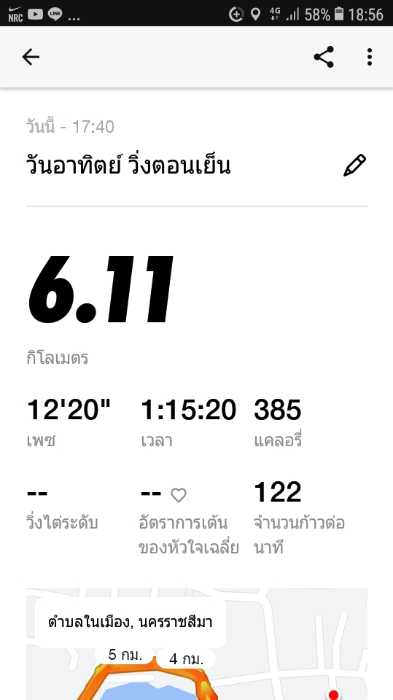 NRC LINE ... 4G 58% 18:56
วันนี้ - 17:40
วันอาทิตย์ วิ่งตอนเย็น
6.11
กิโลเมตร
12'20" 1:15:20 385
เพซ เวลา แคลอรี่
-- -- 122
วิ่งไต่ระดับ อัตราการเต้น จำนวนก้าวต่อ
ของหัวใจเฉลี่ย นาที
ตำบลในเมือง, นครราชสีมา
5 กม. 4 กม.